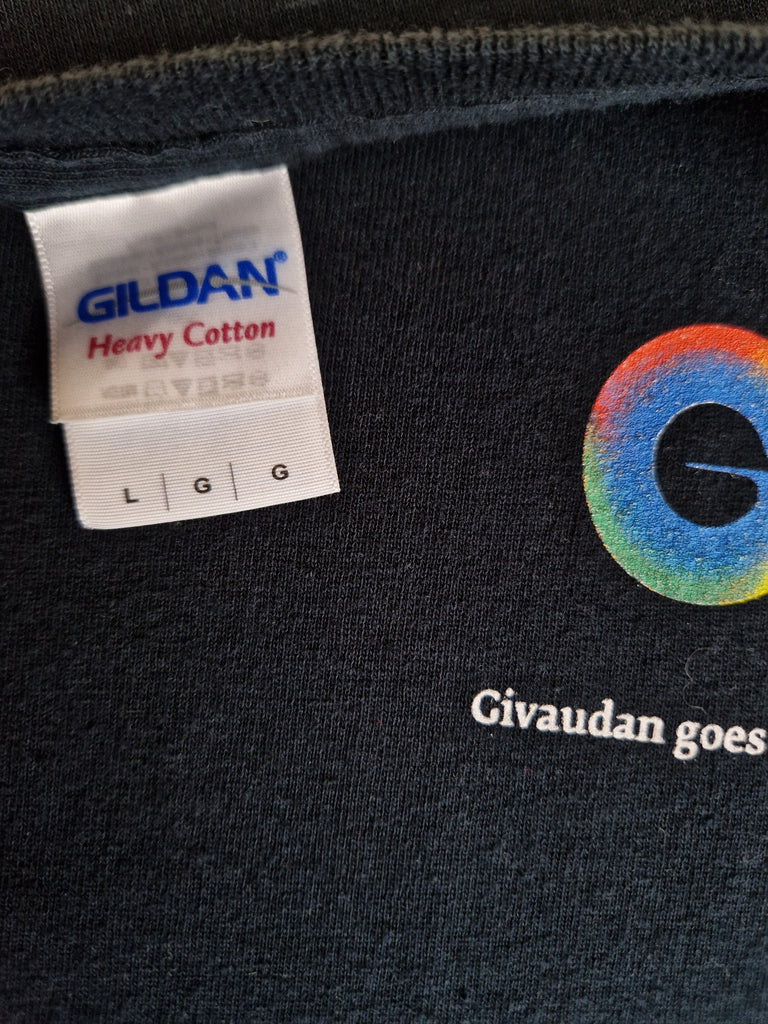 GILDAN®
Heavy Cotton
L | G | G
G
Givaudan goes